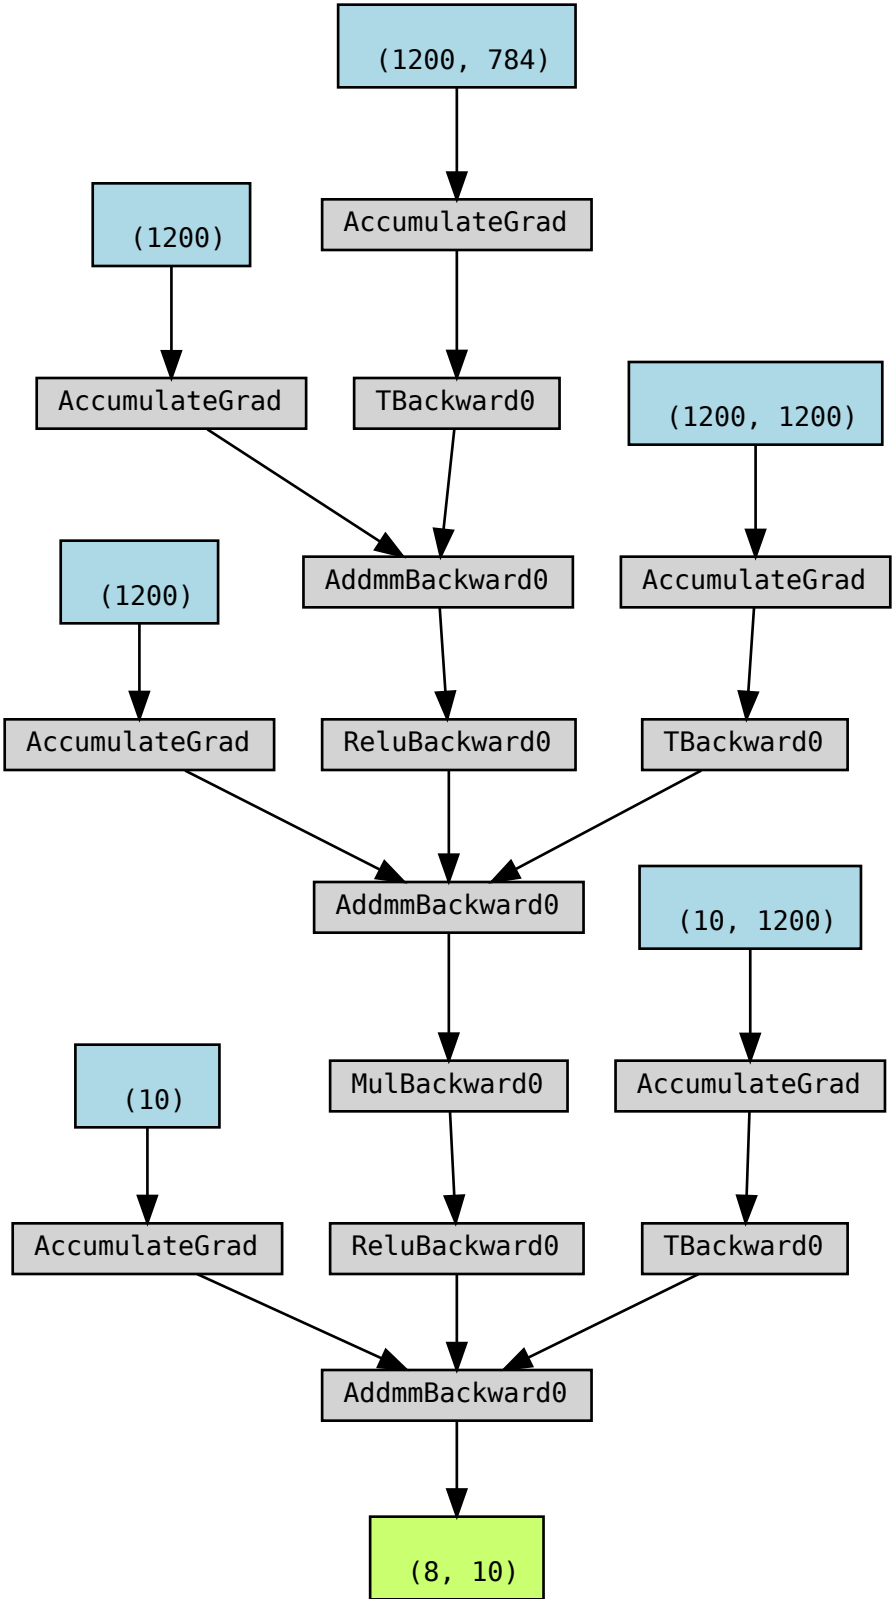 (1200, 784)
(1200)
AccumulateGrad
AccumulateGrad
TBackward0
(1200, 1200)
(1200)
AddmmBackward0
AccumulateGrad
AccumulateGrad
ReluBackward0
TBackward0
AddmmBackward0
(10, 1200)
(10)
MulBackward0
AccumulateGrad
AccumulateGrad
ReluBackward0
TBackward0
AddmmBackward0
(8, 10)